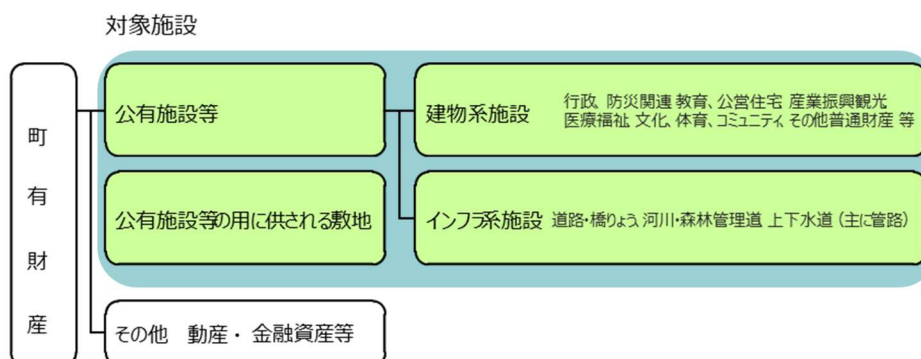 対象施設
町有財産
公有施設等
建物系施設
行政、防災関連 教育、公営住宅 産業振興観光
医療福祉、文化、体育、コミュニティ、その他普通財産 等
公有施設等の用に供される敷地
インフラ系施設
道路・橋りょう、河川・森林管理道、上下水道（主に管路）
その他　動産・金融資産等